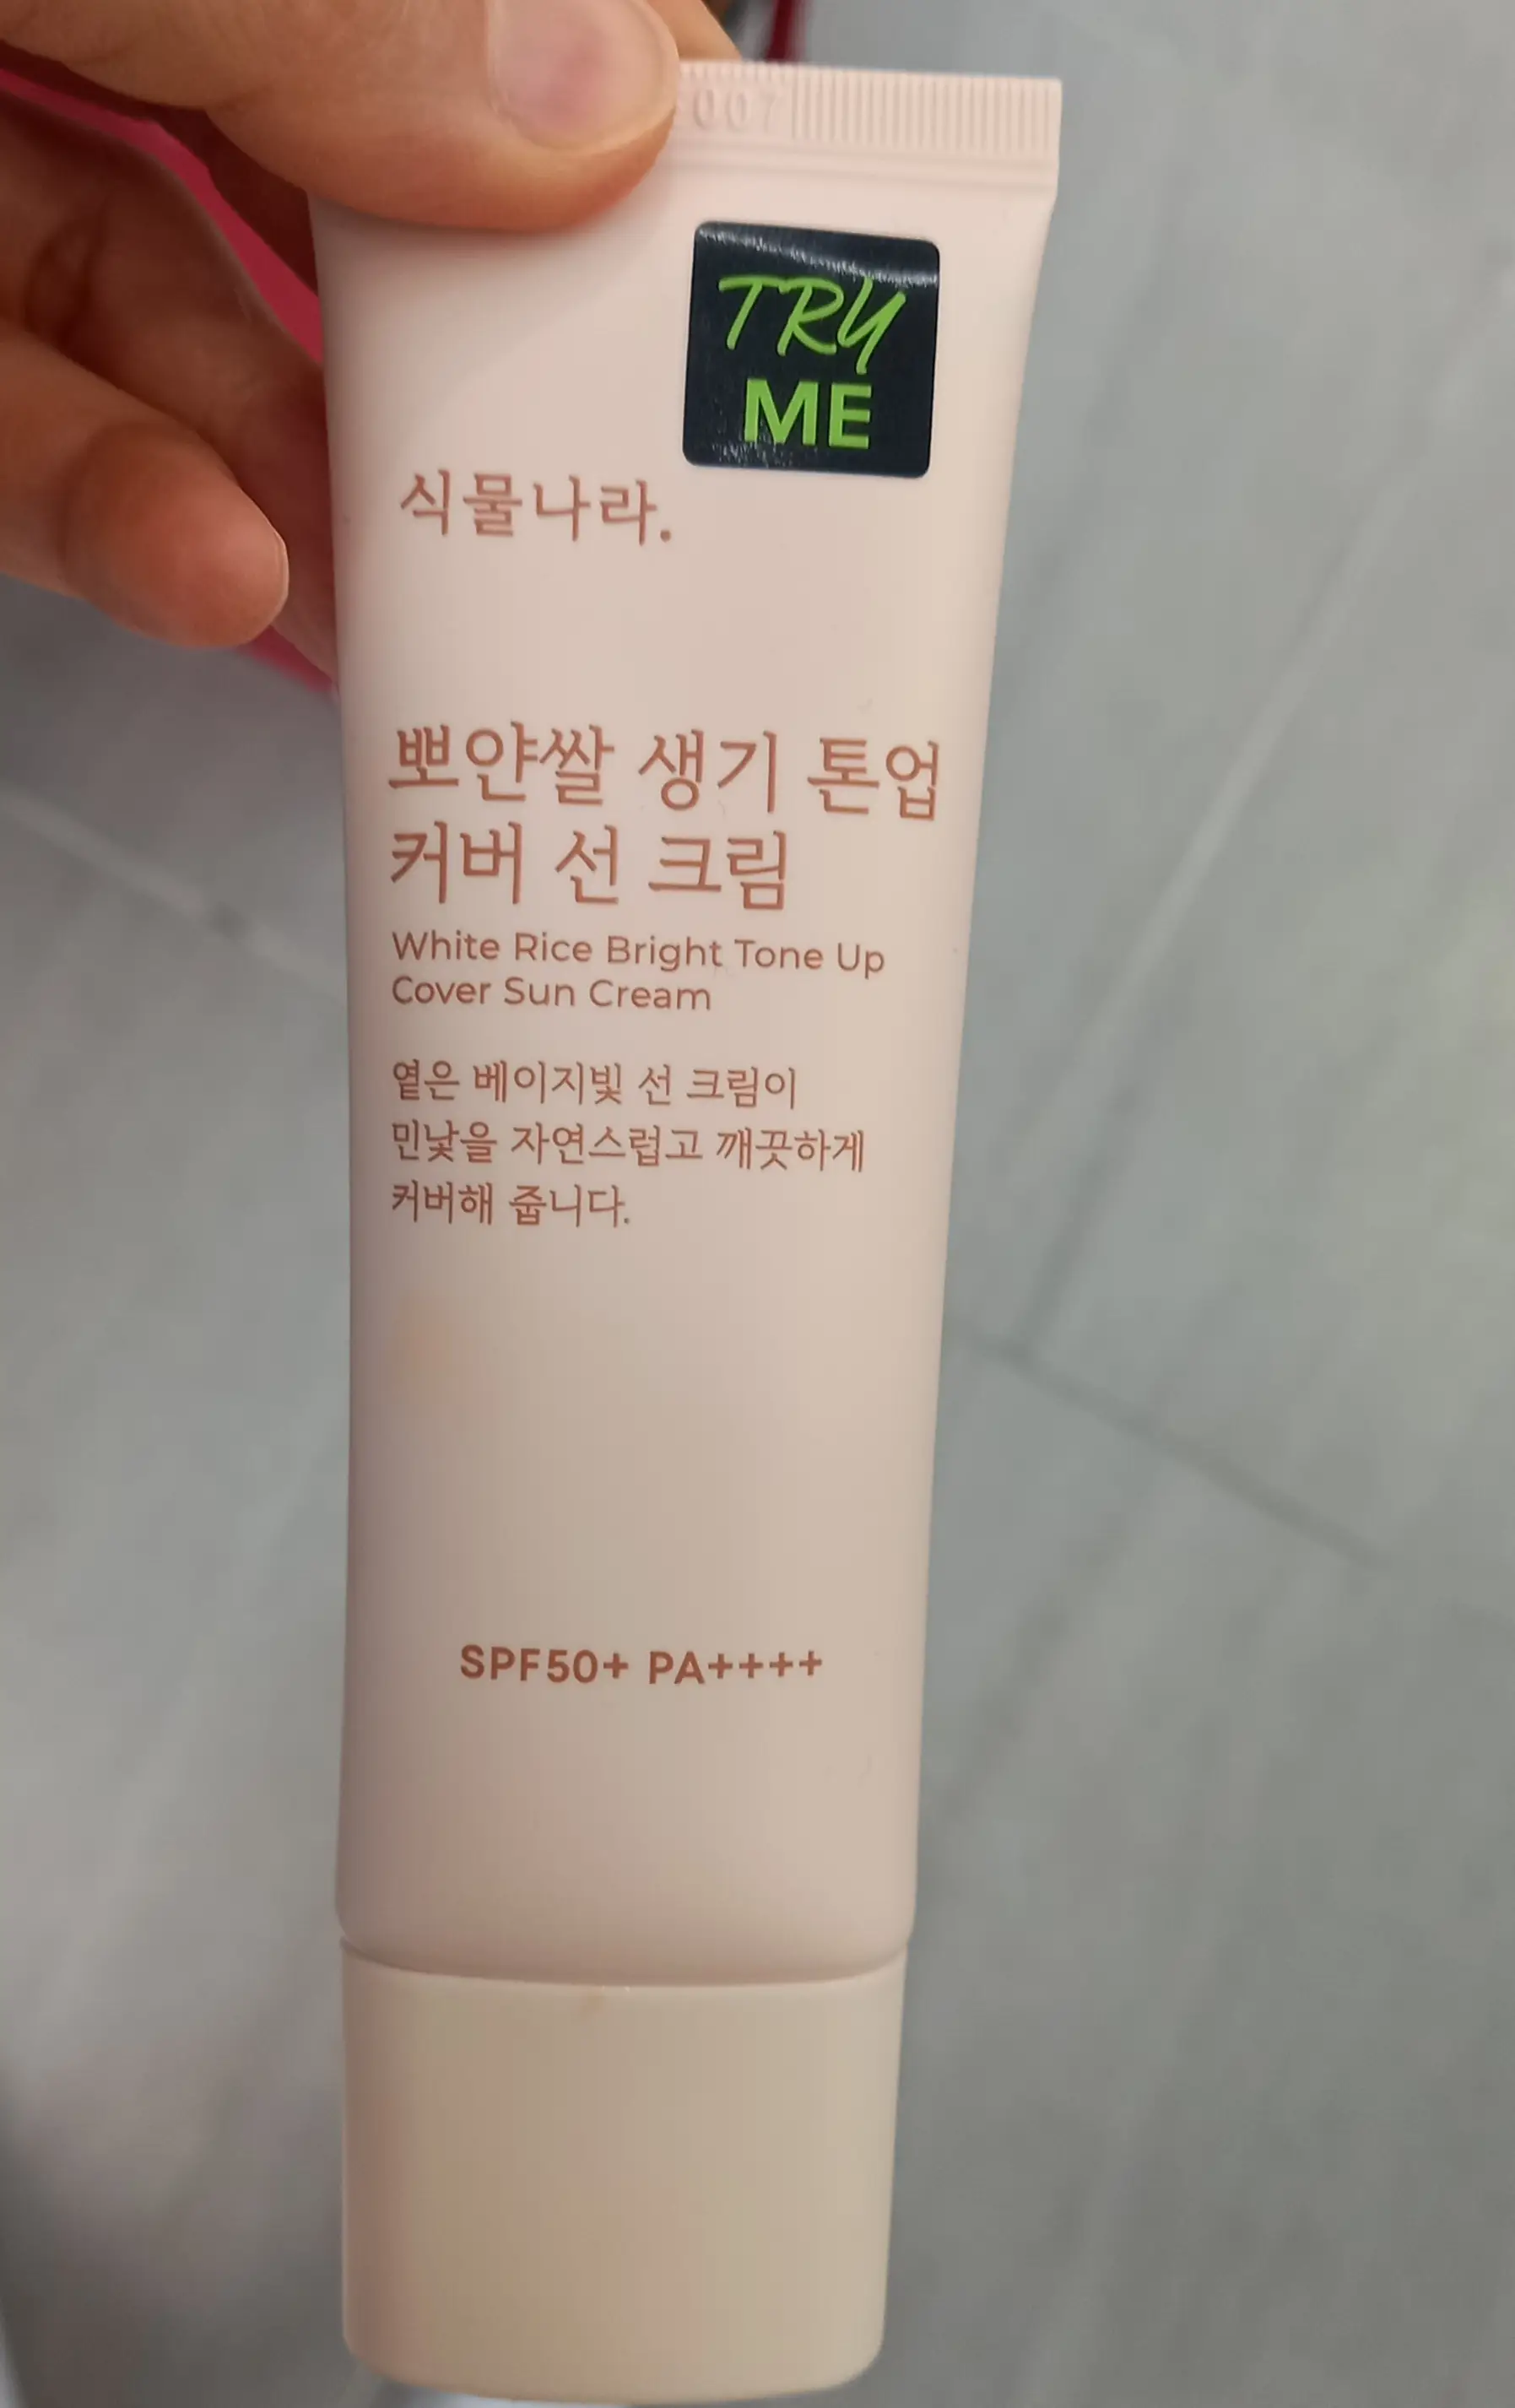 007
TRY
ME
식물나라.
뽀얀쌀 생기 톤업
커버 선 크림
White Rice Bright Tone Up
Cover Sun Cream
옅은 베이지빛 선 크림이
민낯을 자연스럽고 깨끗하게
커버해 줍니다.
SPF50+ PA++++